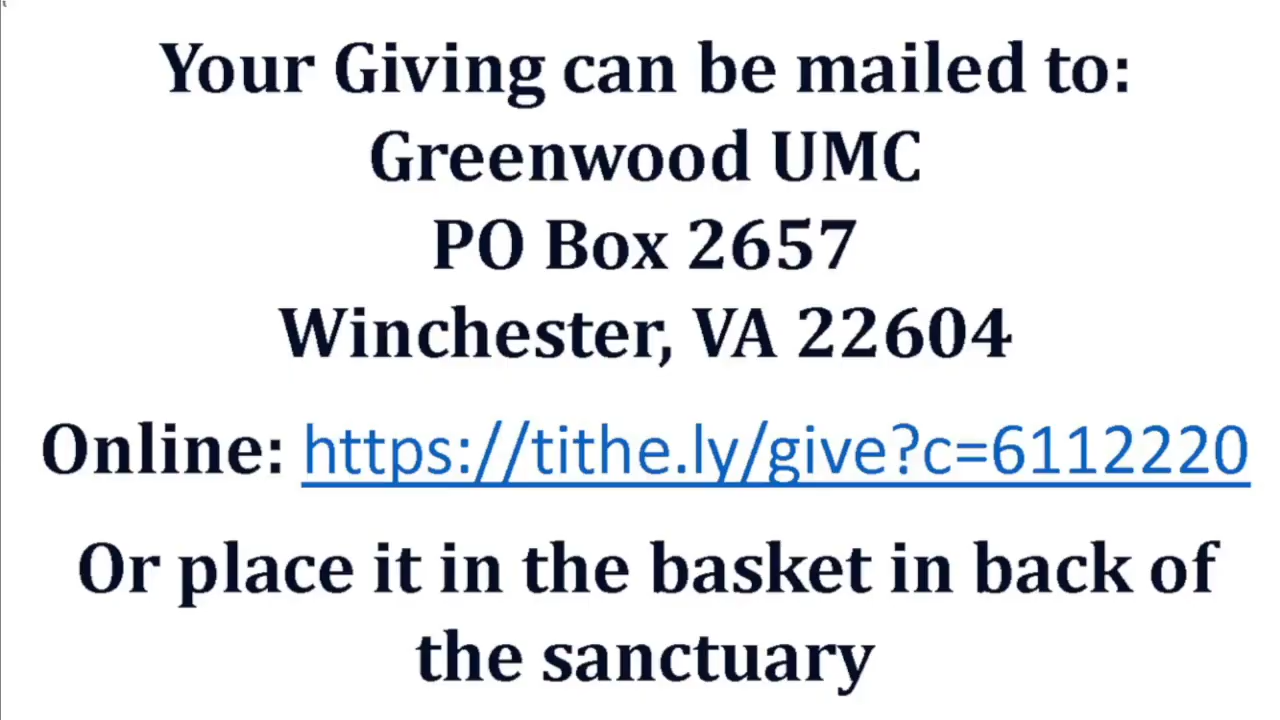 Your Giving can be mailed to:
Greenwood UMC
PO Box 2657
Winchester, VA 22604
Online: https://tithe.ly/give?c=6112220
Or place it in the basket in back of
the sanctuary